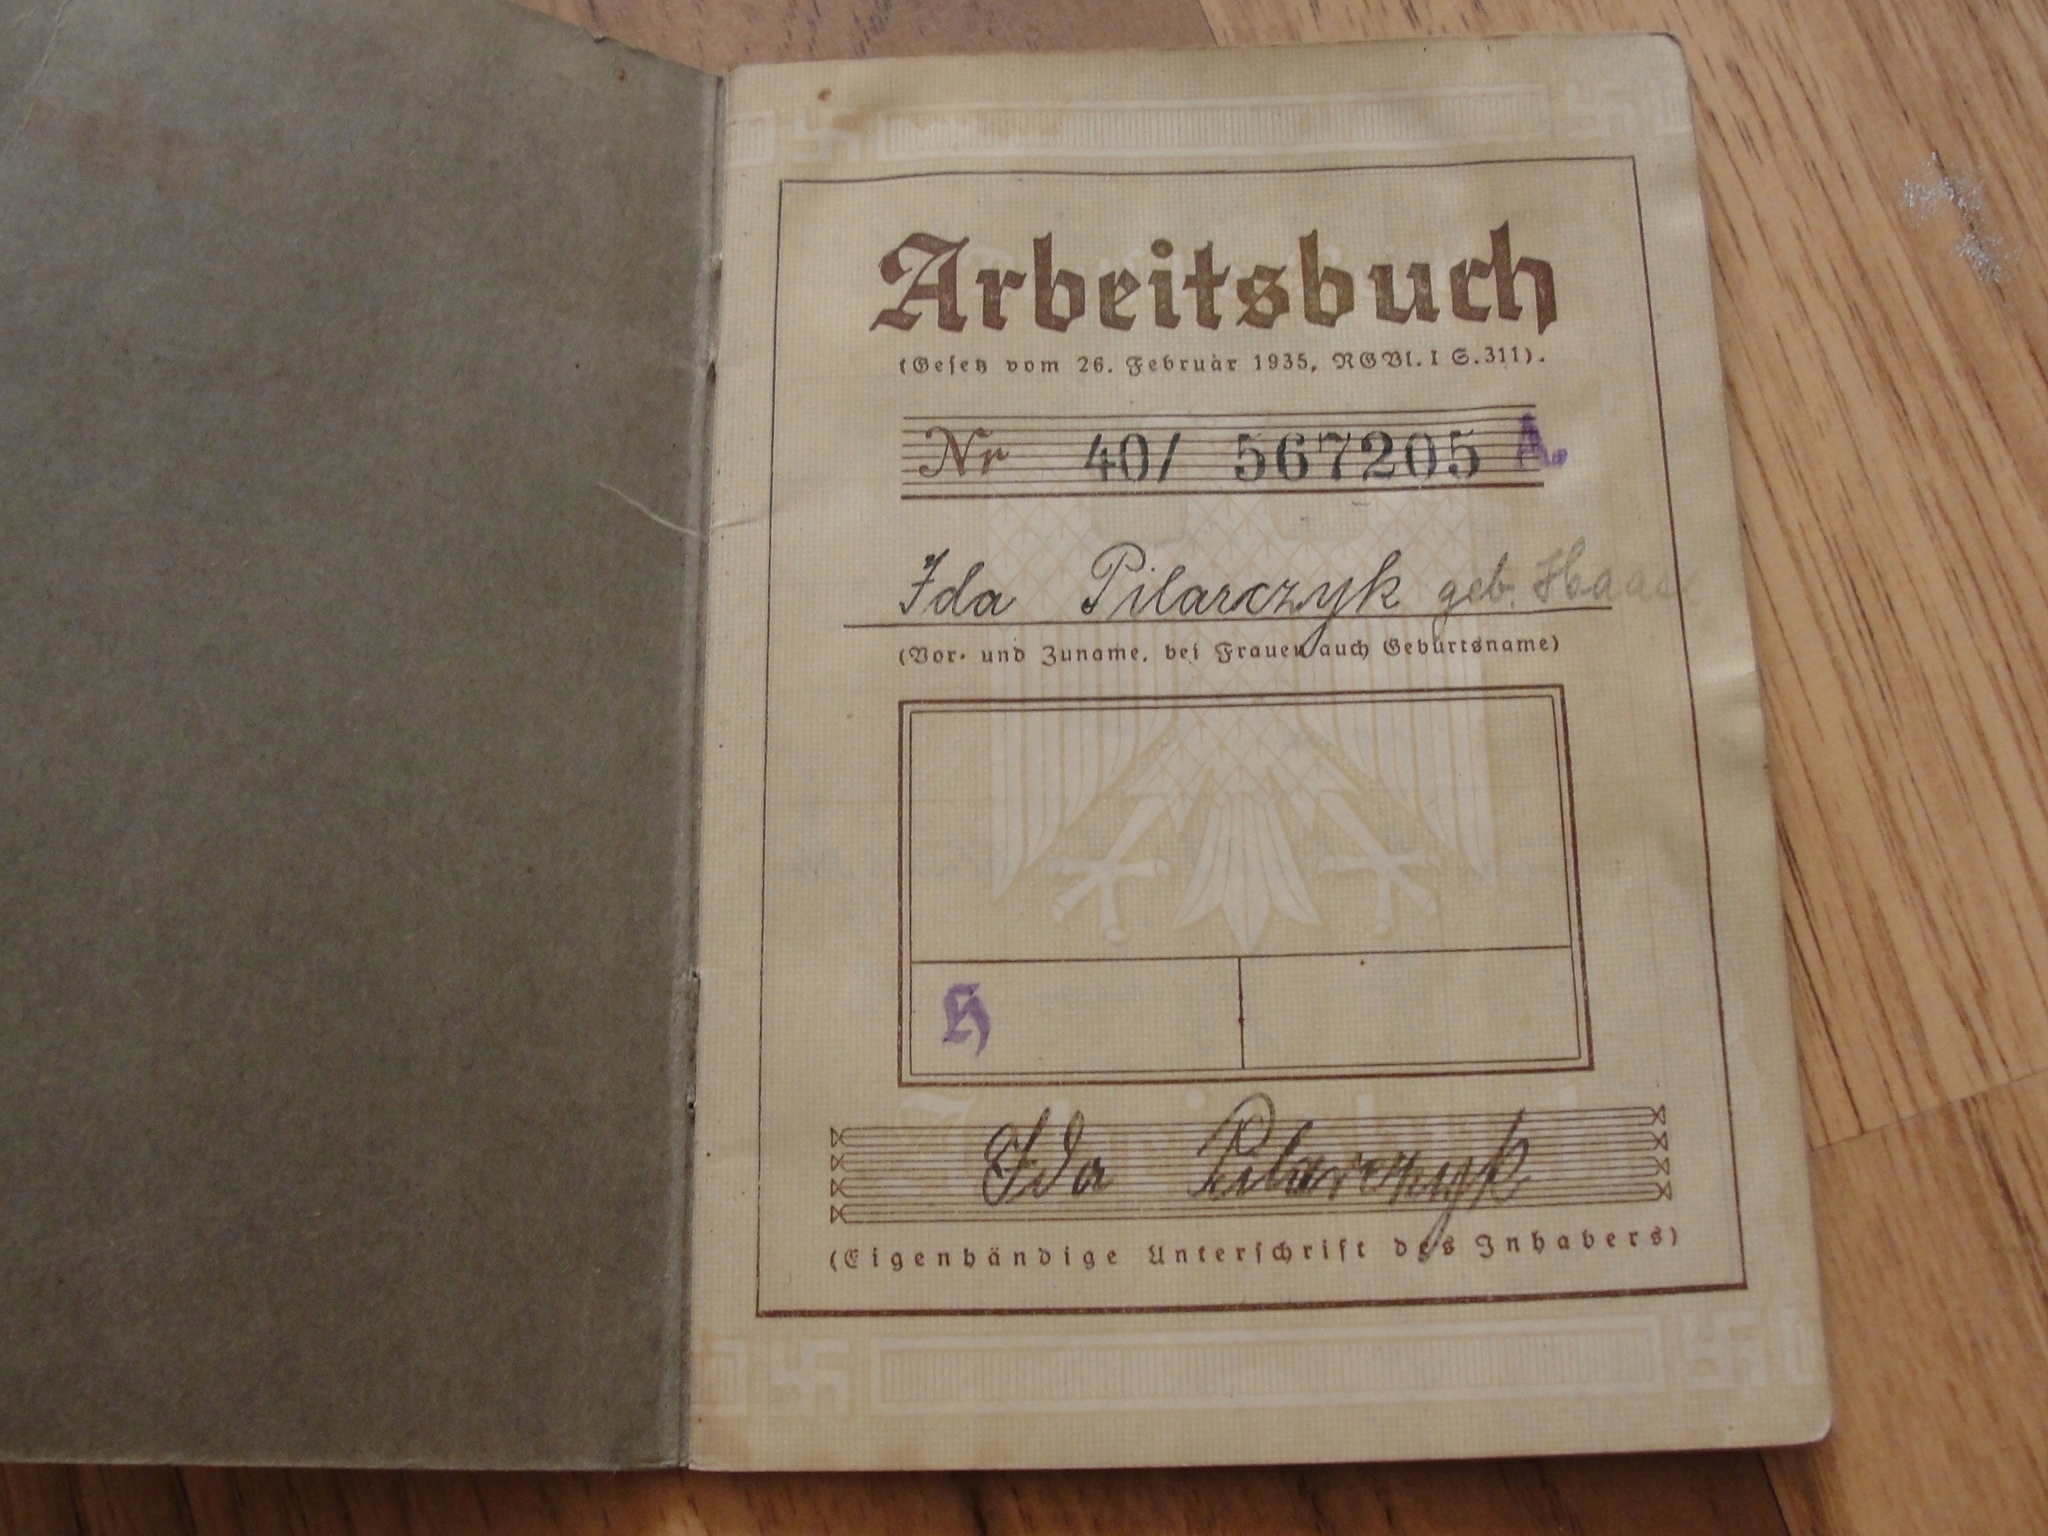 Arbeitsbuch
(Gesetz vom 26. Februar 1935, RGBl. I S. 311).
Nr 40/ 567205 A.
Ida Pilarczyk geb.
(Vor- und Zuname, bei Frauen auch Geburtsname)
H
Ida Pilarczyk
(Eigenhändige Unterschrift des Inhabers)